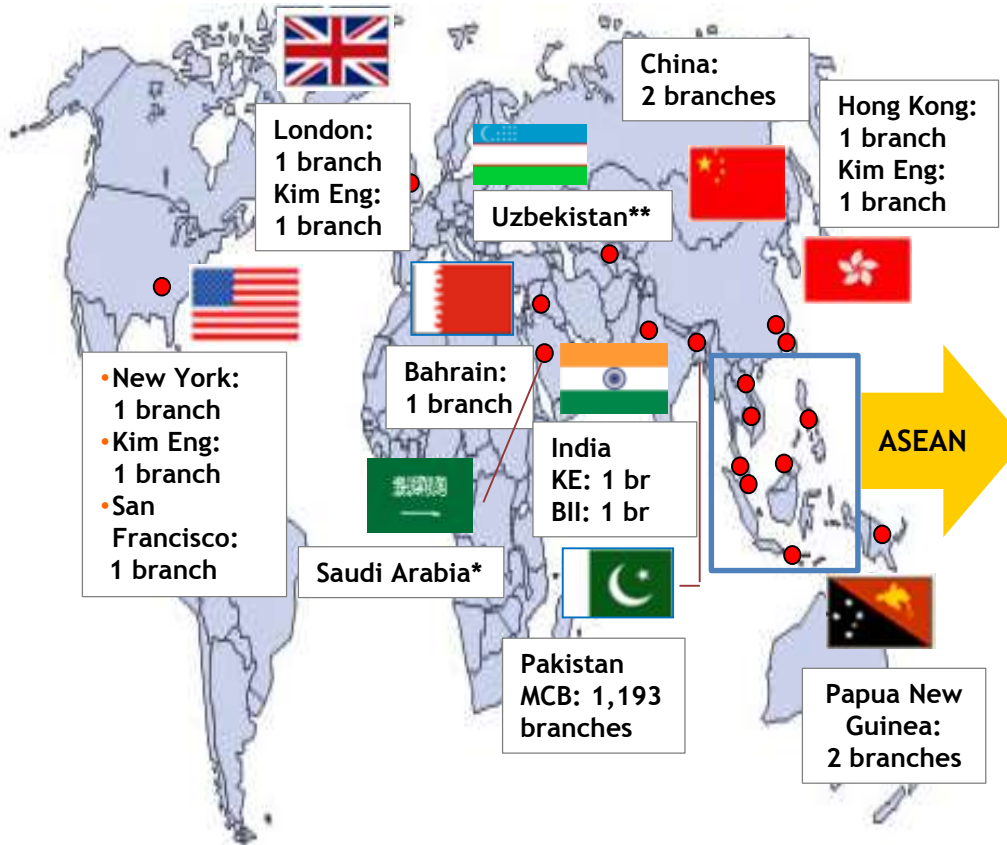 China:
2 branches
Hong Kong:
1 branch
Kim Eng:
1 branch
London:
1 branch
Kim Eng:
1 branch
Uzbekistan**
•New York:
1 branch
•Kim Eng:
1 branch
•San
Francisco:
1 branch
Bahrain:
1 branch
ASEAN
India
KE: 1 br
BII: 1 br
Saudi Arabia*
Pakistan
MCB: 1,193
branches
Papua New
Guinea:
2 branches